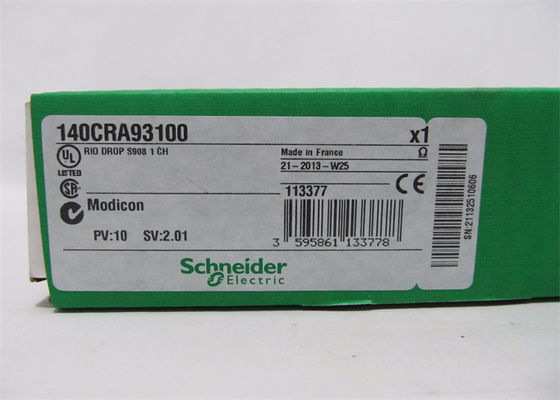 140CRA93100 x1
RIO DROP S908 1 CH
Made in France Ω
21-2013-W25
UL
LISTED
113377
SA
CE
Modicon
PV:10 SV:2.01
3 595861 133778
Schneider
Electric
SN:21132510606